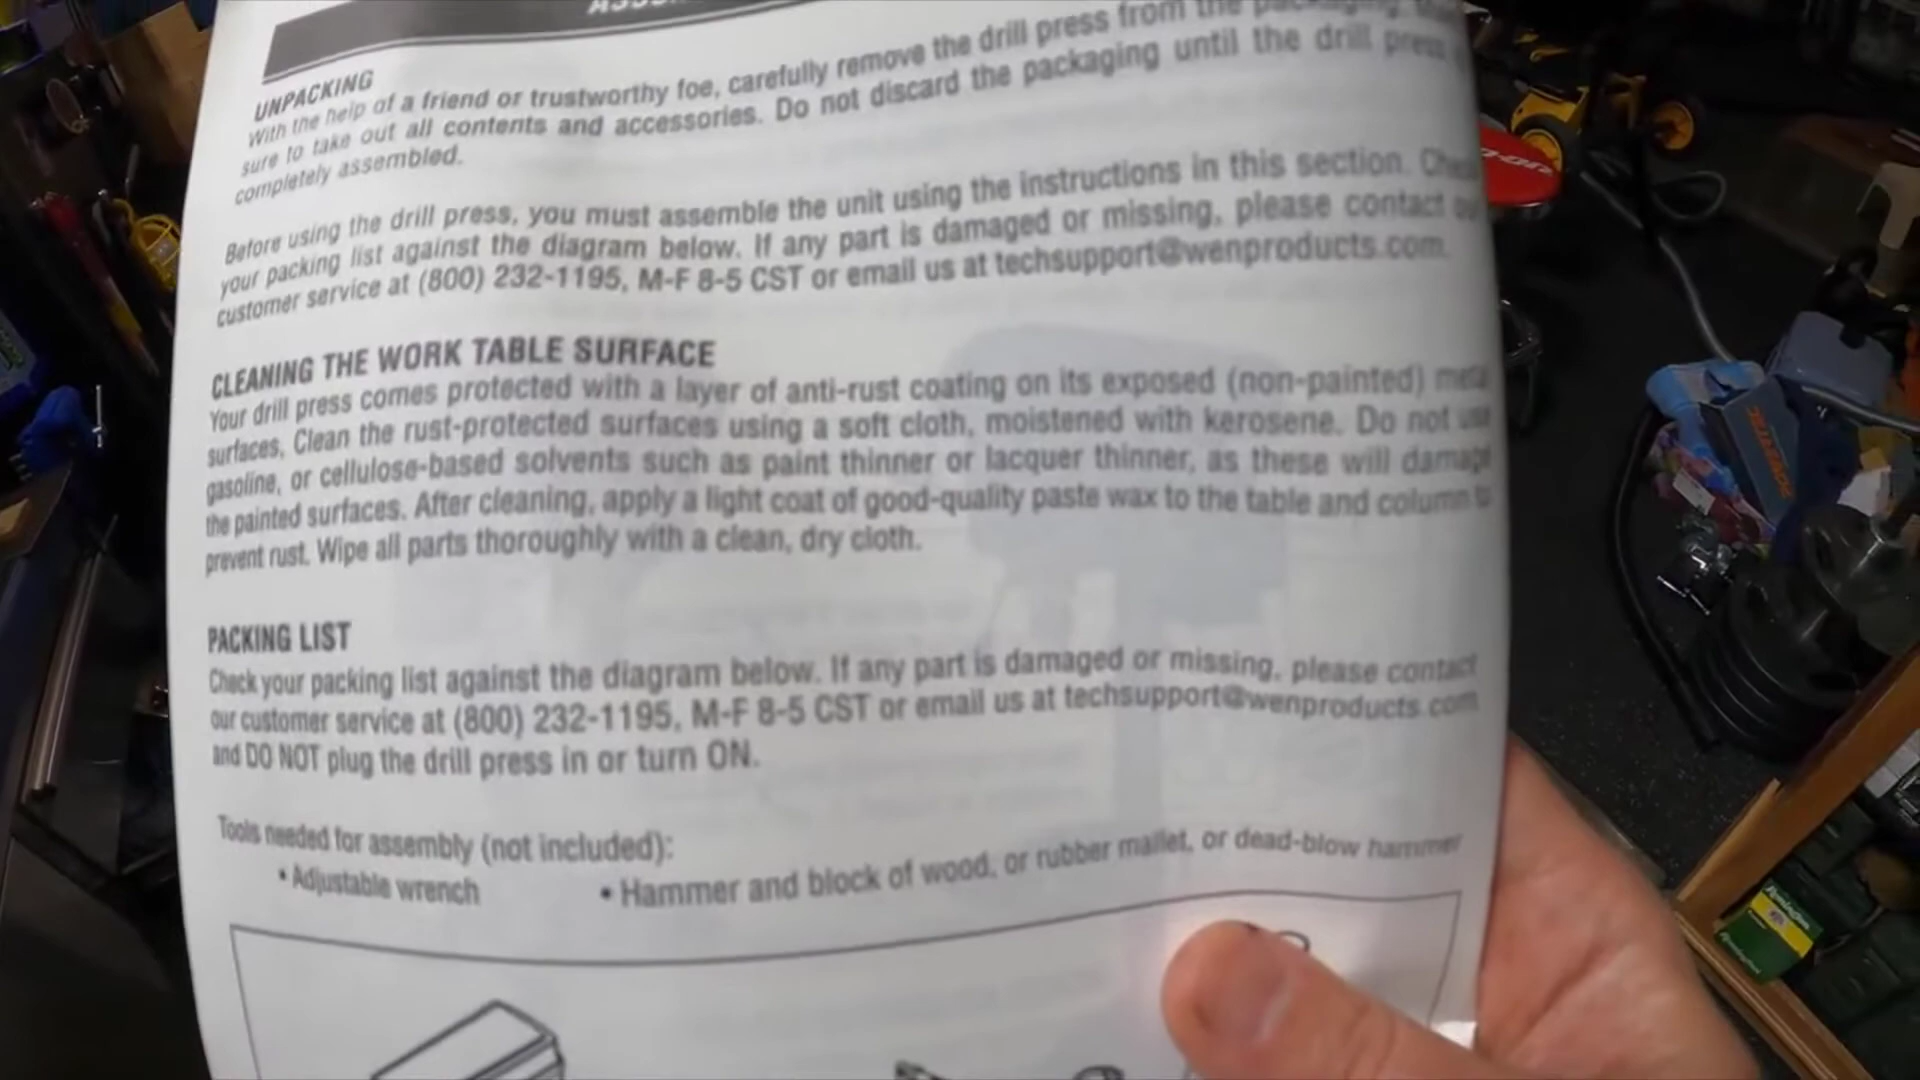 UNPACKING
With the help of a friend or trustworthy foe, carefully remove the drill press from the packaging
sure to take out all contents and accessories. Do not discard the packaging until the drill press
completely assembled.
Before using the drill press, you must assemble the unit using the instructions in this section. Check
your packing list against the diagram below. If any part is damaged or missing, please contact our
customer service at (800) 232-1195, M-F 8-5 CST or email us at techsupport@wenproducts.com.
CLEANING THE WORK TABLE SURFACE
Your drill press comes protected with a layer of anti-rust coating on its exposed (non-painted) metal
surfaces. Clean the rust-protected surfaces using a soft cloth, moistened with kerosene. Do not use
gasoline, or cellulose-based solvents such as paint thinner or lacquer thinner, as these will damage
the painted surfaces. After cleaning, apply a light coat of good-quality paste wax to the table and column to
prevent rust. Wipe all parts thoroughly with a clean, dry cloth.
PACKING LIST
Check your packing list against the diagram below. If any part is damaged or missing, please contact
our customer service at (800) 232-1195, M-F 8-5 CST or email us at techsupport@wenproducts.com
and DO NOT plug the drill press in or turn ON.
Tools needed for assembly (not included):
• Adjustable wrench • Hammer and block of wood, or rubber mallet, or dead-blow hammer
Remington